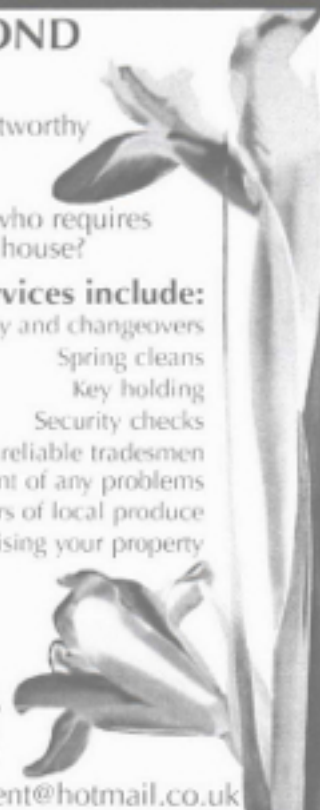 OND
tworthy
who requires
house?
vices include:
y and changeovers
Spring cleans
Key holding
Security checks
reliable tradesmen
nt of any problems
rs of local produce
ising your property
ent@hotmail.co.uk